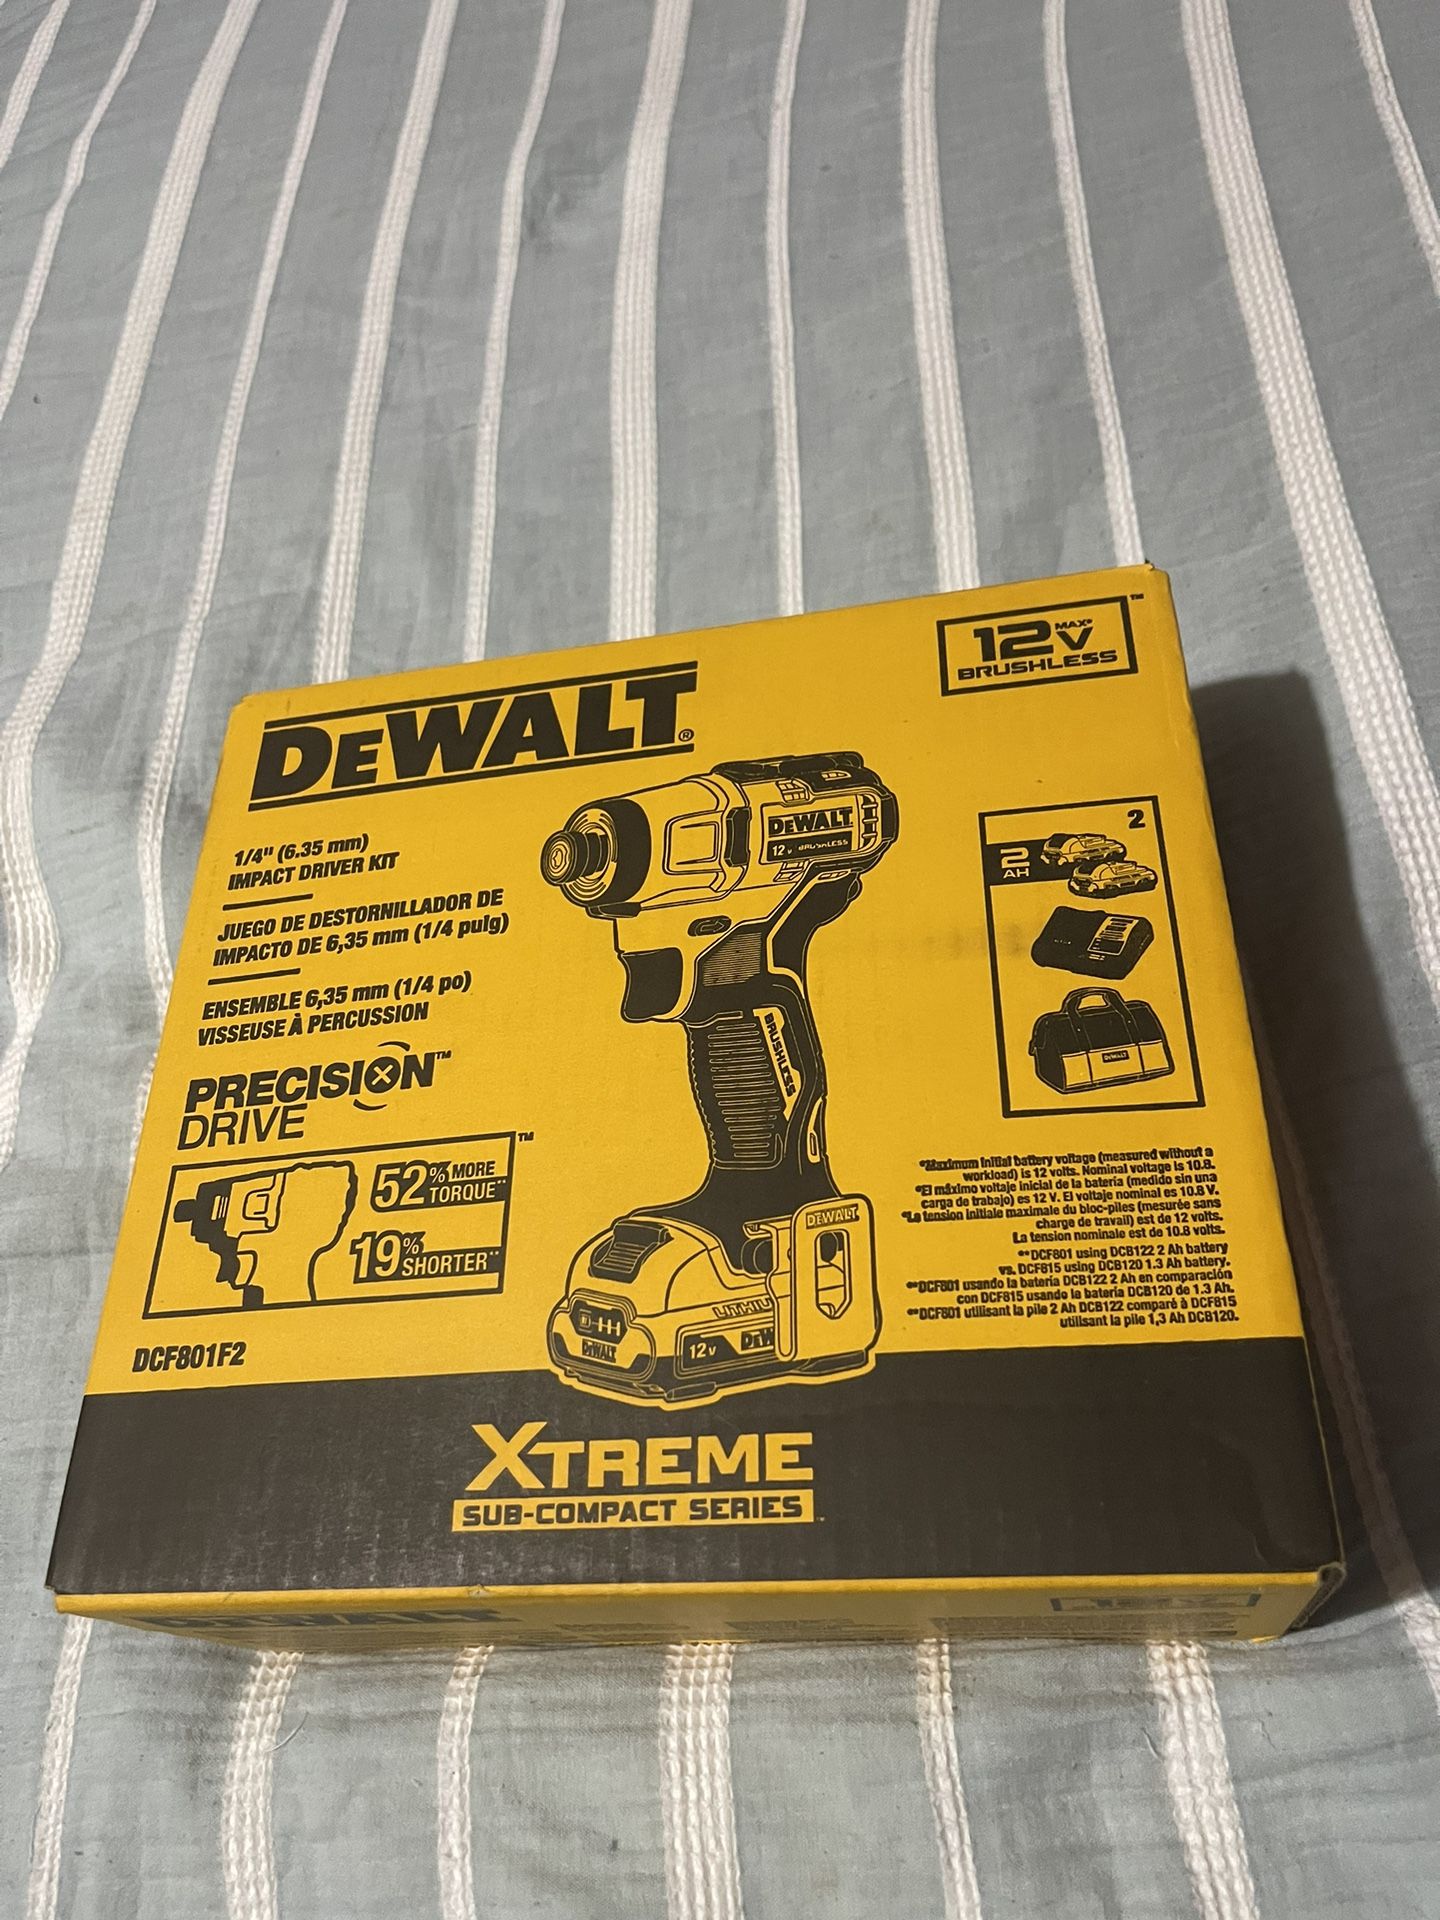 DEWALT®
12V MAX* ™
BRUSHLESS
1/4" (6.35 mm)
IMPACT DRIVER KIT
JUEGO DE DESTORNILLADOR DE
IMPACTO DE 6,35 mm (1/4 pulg)
ENSEMBLE 6,35 mm (1/4 po)
VISSEUSE À PERCUSSION
PRECISION™
DRIVE
52% MORE
TORQUE**
19%
SHORTER**
™
DCF801F2
DEWALT
12V BRUSHLESS
BRUSHLESS
DEWALT
LITHIU
12V DEW
DEWALT
2
2
AH
DEWALT
*Maximum initial battery voltage (measured without a
workload) is 12 volts. Nominal voltage is 10.8.
*El máximo voltaje inicial de la batería (medido sin una
carga de trabajo) es 12 V. El voltaje nominal es 10.8 V.
*La tension initiale maximale du bloc-piles (mesurée sans
charge de travail) est de 12 volts.
La tension nominale est de 10.8 volts.
**DCF801 using DCB122 2 Ah battery
vs. DCF815 using DCB120 1.3 Ah battery.
**DCF801 usando la batería DCB122 2 Ah en comparación
con DCF815 usando la batería DCB120 de 1.3 Ah.
**DCF801 utilisant la pile 2 Ah DCB122 comparé à DCF815
utilisant la pile 1,3 Ah DCB120.
XTREME
SUB-COMPACT SERIES™